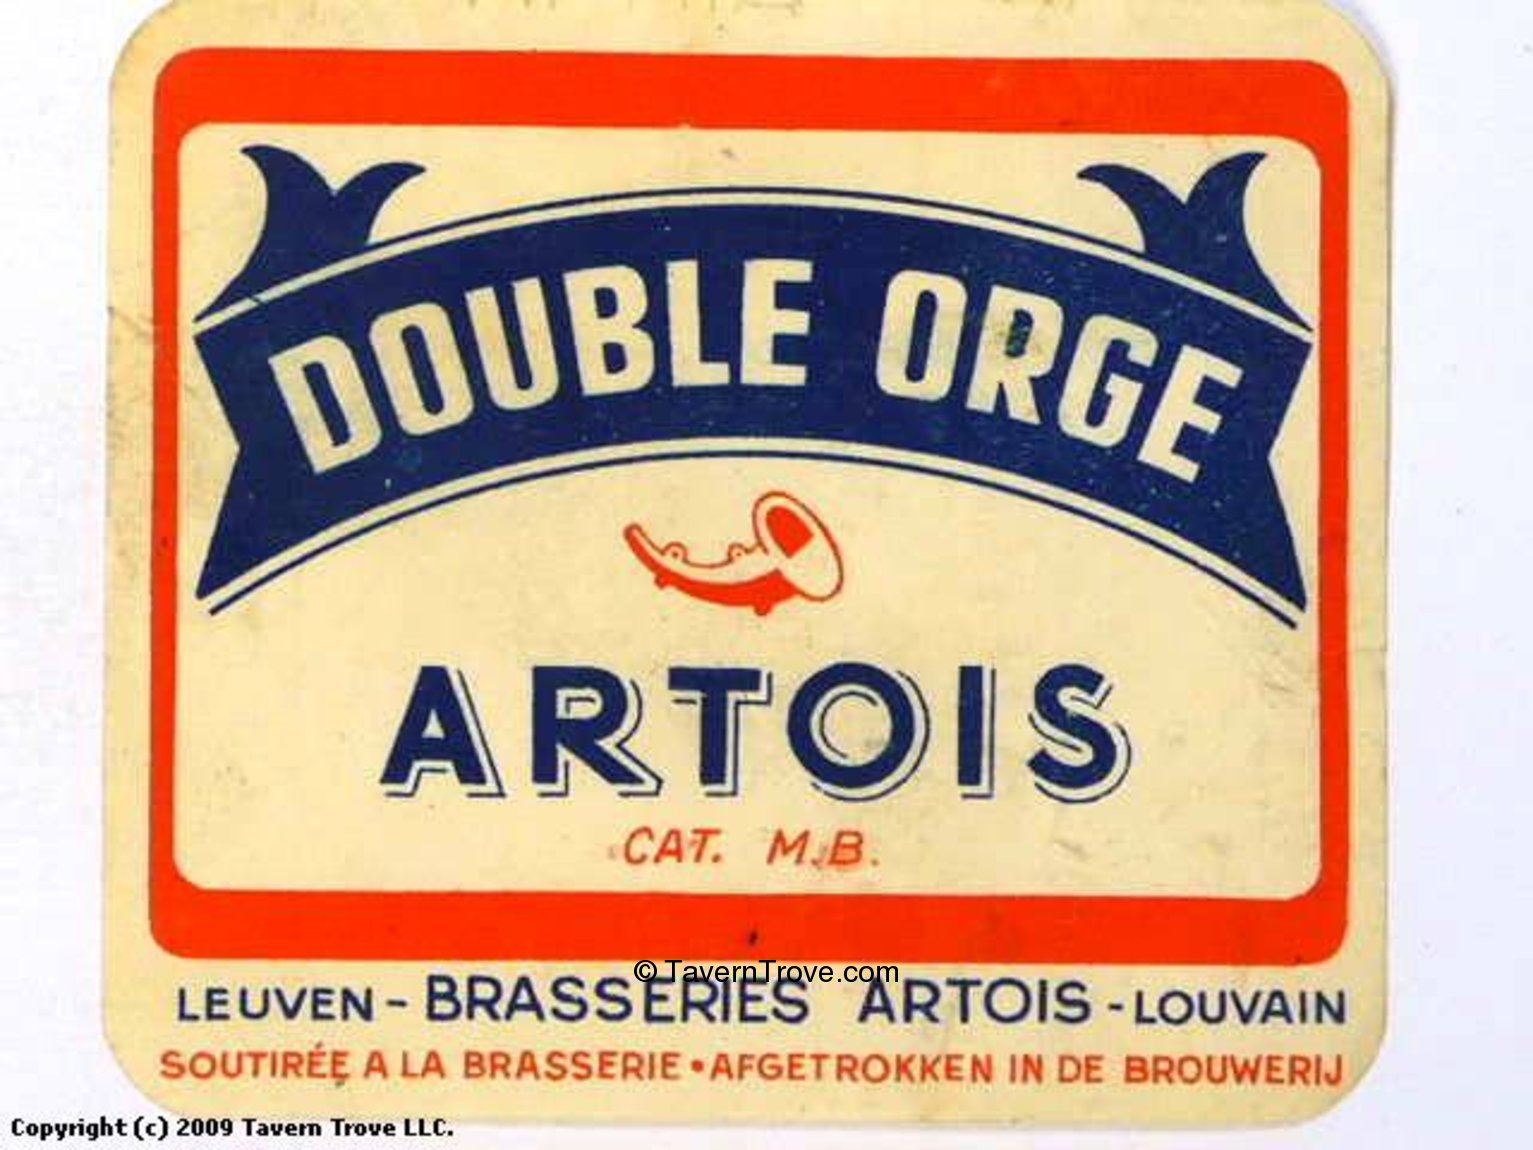 DOUBLE ORGE
ARTOIS
CAT. M.B.
© TavernTrove.com
LEUVEN - BRASSERIES ARTOIS - LOUVAIN
SOUTIRÉE A LA BRASSERIE • AFGETROKKEN IN DE BROUWERIJ
Copyright (c) 2009 Tavern Trove LLC.